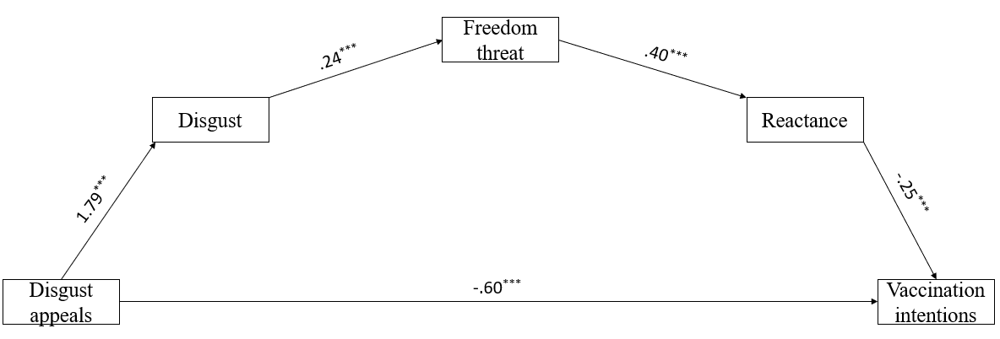 Freedom
threat
.24***
.40***
Disgust
Reactance
1.79***
-.25***
-.60***
Disgust
appeals
Vaccination
intentions